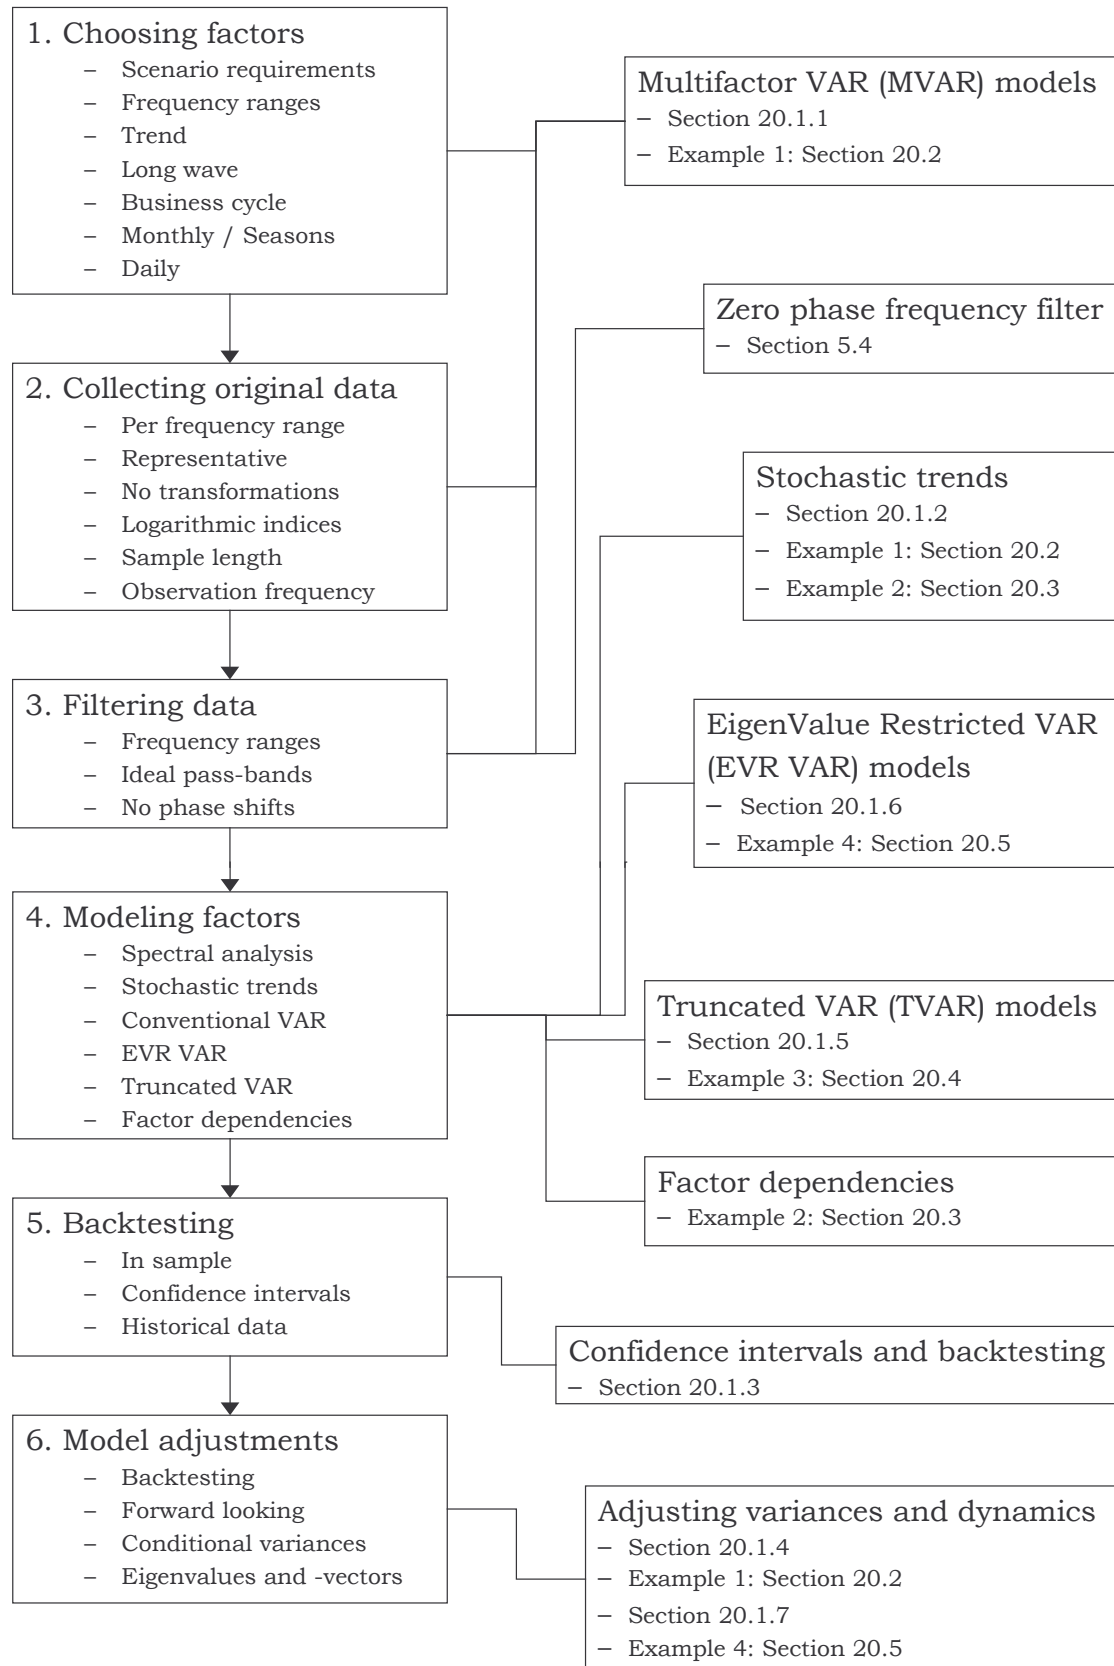 1. Choosing factors
– Scenario requirements
– Frequency ranges
– Trend
– Long wave
– Business cycle
– Monthly / Seasons
– Daily
2. Collecting original data
– Per frequency range
– Representative
– No transformations
– Logarithmic indices
– Sample length
– Observation frequency
3. Filtering data
– Frequency ranges
– Ideal pass-bands
– No phase shifts
4. Modeling factors
– Spectral analysis
– Stochastic trends
– Conventional VAR
– EVR VAR
– Truncated VAR
– Factor dependencies
5. Backtesting
– In sample
– Confidence intervals
– Historical data
6. Model adjustments
– Backtesting
– Forward looking
– Conditional variances
– Eigenvalues and -vectors
Multifactor VAR (MVAR) models
– Section 20.1.1
– Example 1: Section 20.2
Zero phase frequency filter
– Section 5.4
Stochastic trends
– Section 20.1.2
– Example 1: Section 20.2
– Example 2: Section 20.3
EigenValue Restricted VAR
(EVR VAR) models
– Section 20.1.6
– Example 4: Section 20.5
Truncated VAR (TVAR) models
– Section 20.1.5
– Example 3: Section 20.4
Factor dependencies
– Example 2: Section 20.3
Confidence intervals and backtesting
– Section 20.1.3
Adjusting variances and dynamics
– Section 20.1.4
– Example 1: Section 20.2
– Section 20.1.7
– Example 4: Section 20.5